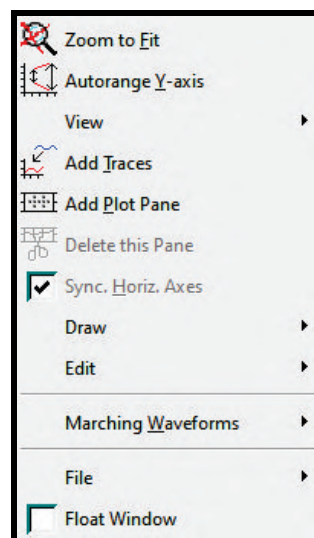 Zoom to Fit
Autorange Y-axis
View
Add Traces
Add Plot Pane
Delete this Pane
Sync. Horiz. Axes
Draw
Edit
Marching Waveforms
File
Float Window